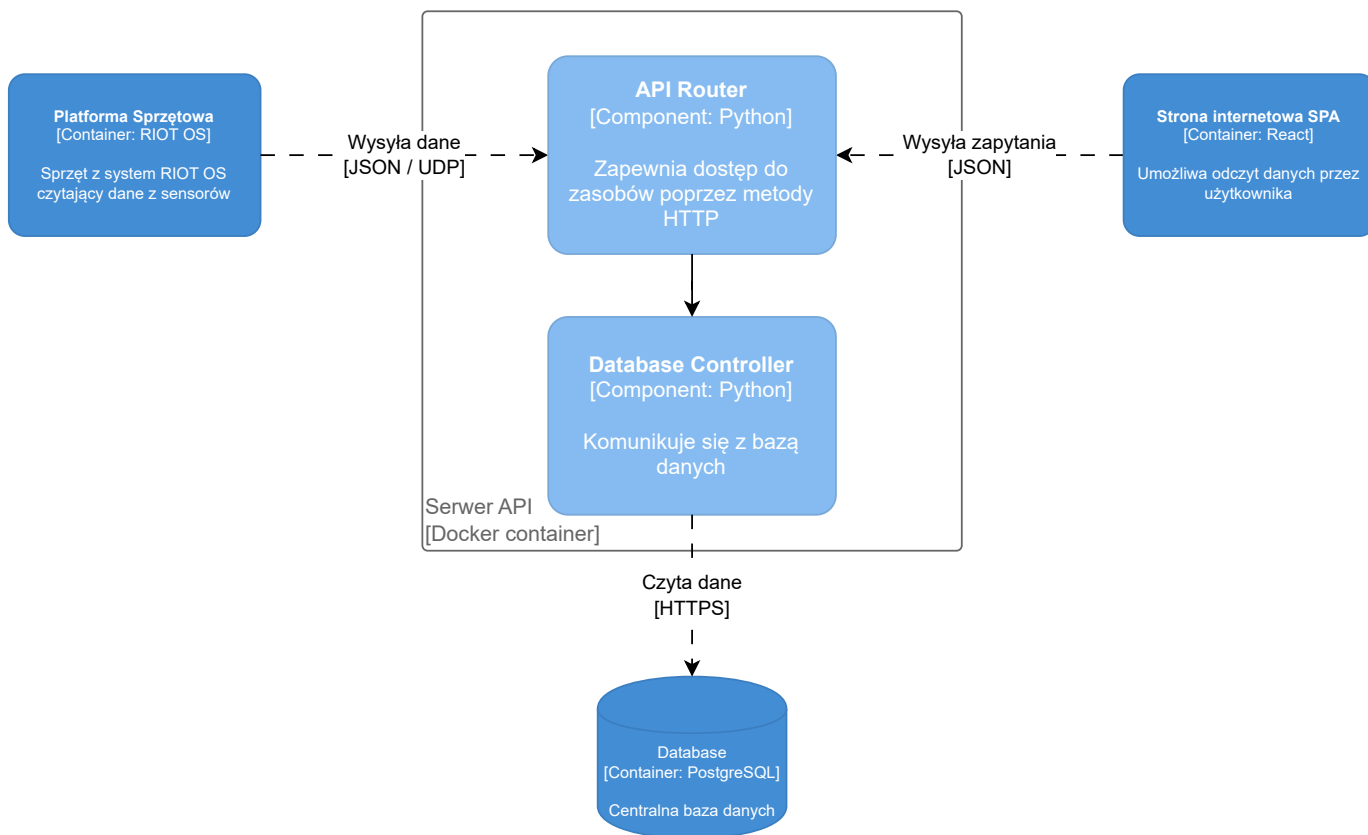 API Router
[Component: Python]
Zapewnia dostęp do
zasobów poprzez metody
HTTP
Platforma Sprzętowa
[Container: RIOT OS]
Sprzęt z system RIOT OS
czytający dane z sensorów
Wysyła dane
[JSON / UDP]
Wysyła zapytania
[JSON]
Strona internetowa SPA
[Container: React]
Umożliwa odczyt danych przez
użytkownika
Database Controller
[Component: Python]
Komunikuje się z bazą
danych
Serwer API
[Docker container]
Czyta dane
[HTTPS]
Database
[Container: PostgreSQL]
Centralna baza danych